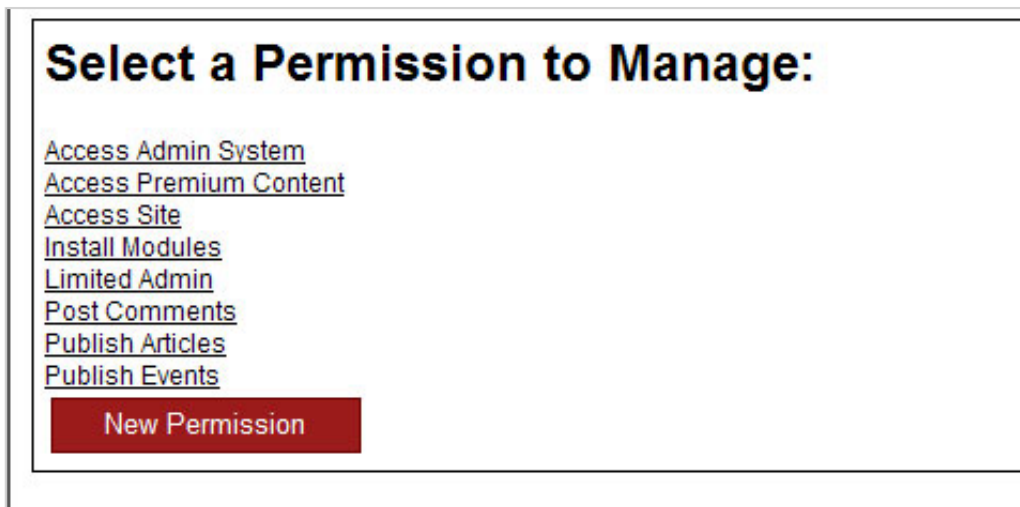 Select a Permission to Manage:
Access Admin System
Access Premium Content
Access Site
Install Modules
Limited Admin
Post Comments
Publish Articles
Publish Events
New Permission